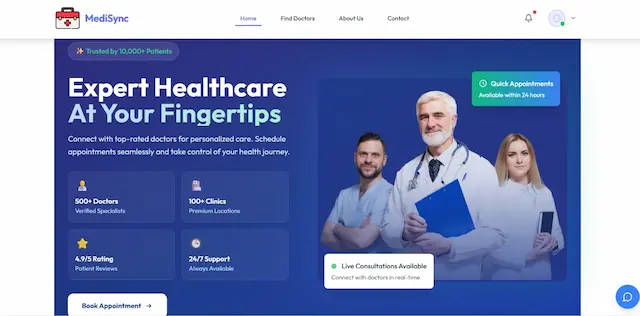 MediSync
Home
Find Doctors
About Us
Contact
✨ Trusted by 10,000+ Patients
Expert Healthcare
At Your Fingertips
Connect with top-rated doctors for personalized care. Schedule
appointments seamlessly and take control of your health journey.
500+ Doctors
Verified Specialists
100+ Clinics
Premium Locations
4.9/5 Rating
Patient Reviews
24/7 Support
Always Available
Book Appointment →
Quick Appointments
Available within 24 hours
Live Consultations Available
Connect with doctors in real-time